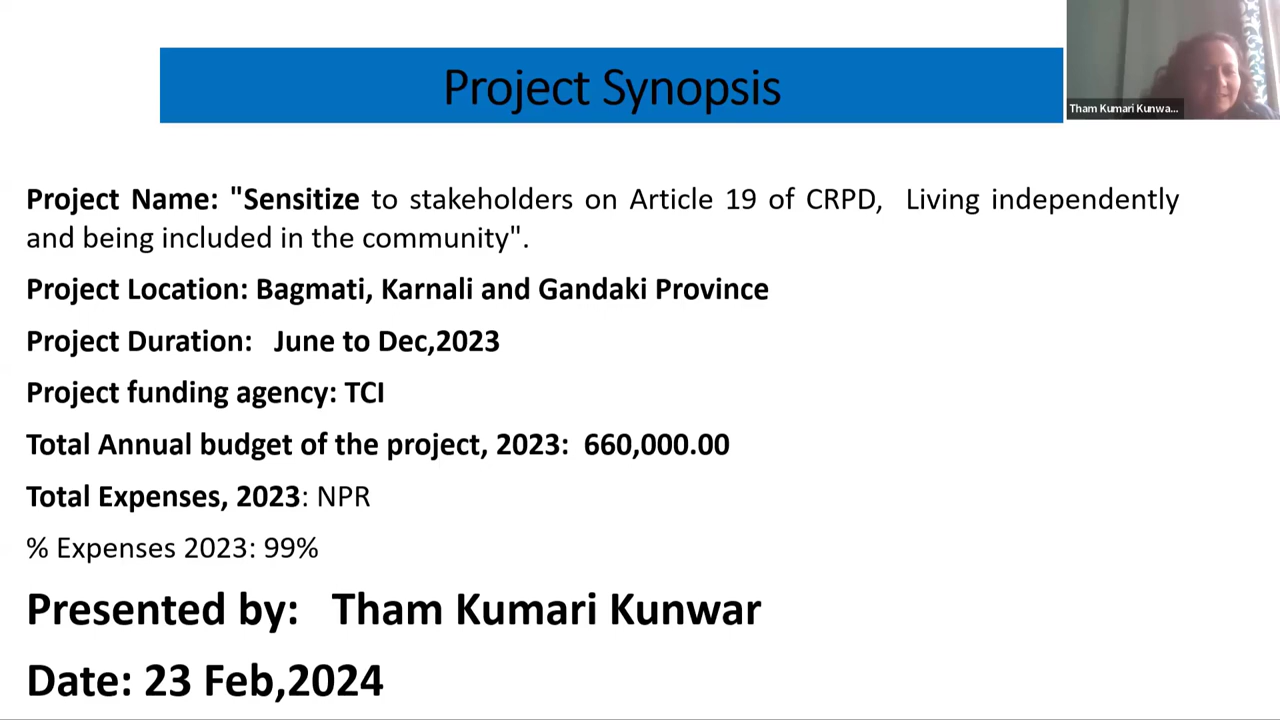 Project Synopsis
Tham Kumari Kunwa...
Project Name: "Sensitize to stakeholders on Article 19 of CRPD, Living independently
and being included in the community".
Project Location: Bagmati, Karnali and Gandaki Province
Project Duration: June to Dec,2023
Project funding agency: TCI
Total Annual budget of the project, 2023: 660,000.00
Total Expenses, 2023: NPR
% Expenses 2023: 99%
Presented by: Tham Kumari Kunwar
Date: 23 Feb,2024